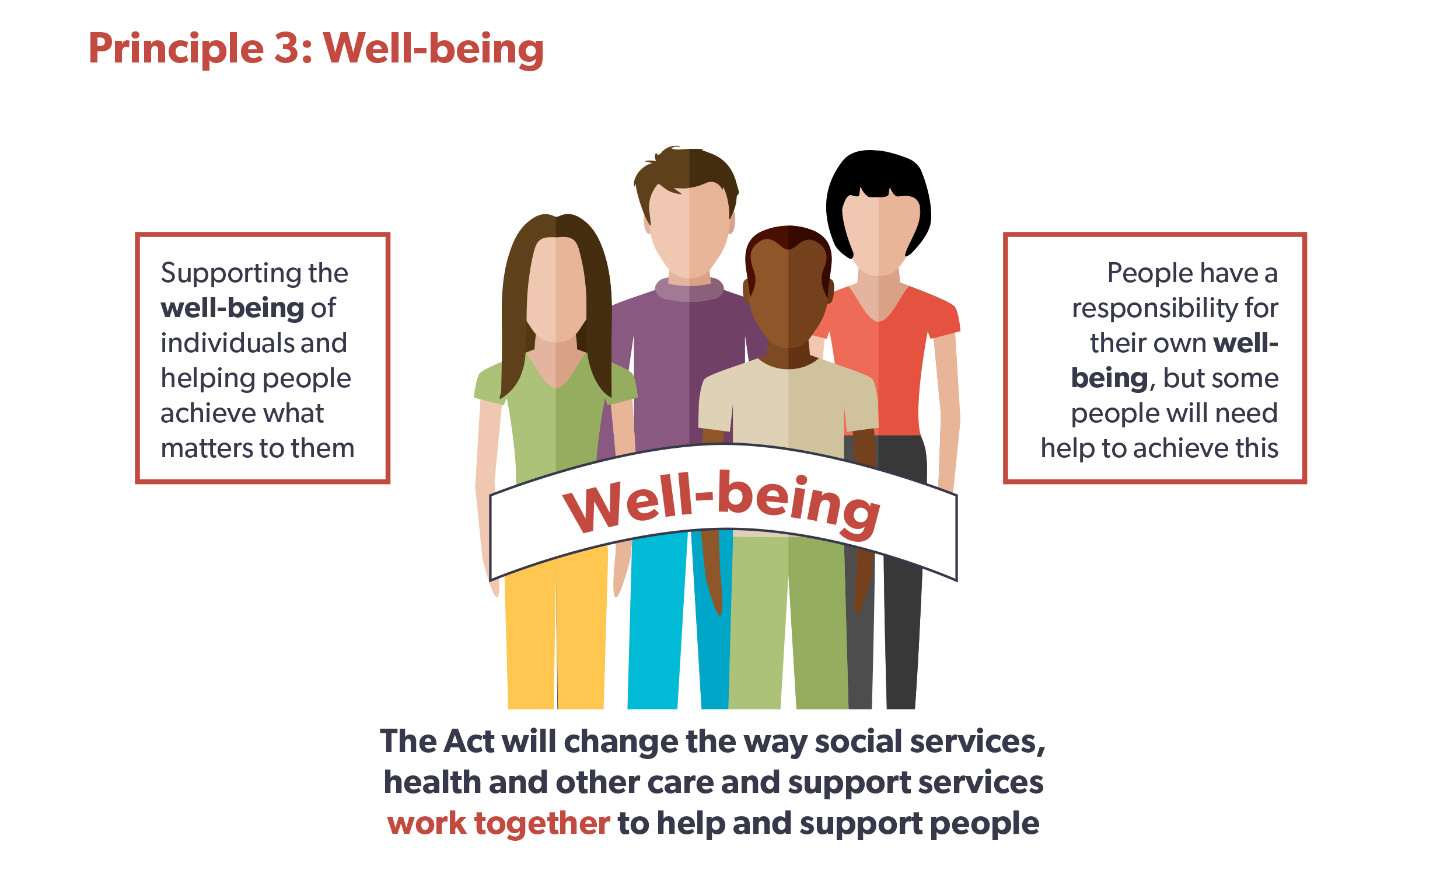 Principle 3: Well-being
Supporting the
well-being of
individuals and
helping people
achieve what
matters to them
People have a
responsibility for
their own well-
being, but some
people will need
help to achieve this
Well-being
The Act will change the way social services,
health and other care and support services
work together to help and support people